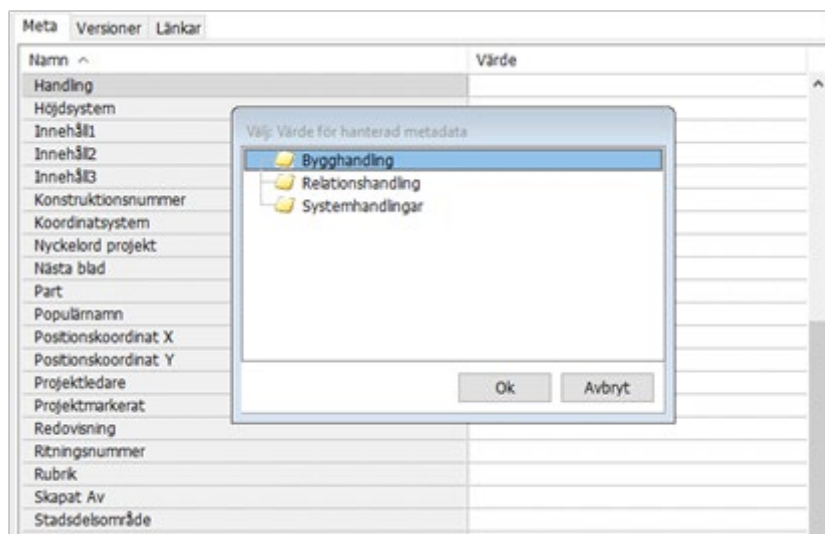 Meta Versioner Länkar
Namn Värde
Handling
Höjdsystem
Innehåll1
Innehåll2
Innehåll3
Konstruktionsnummer
Koordinatsystem
Nyckelord projekt
Nästa blad
Part
Populärnamn
Positionskoordinat X
Positionskoordinat Y
Projektledare
Projektmarkerat
Redovisning
Ritningsnummer
Rubrik
Skapat Av
Stadsdelsområde
Välj: Värde för hanterad metadata
Bygghandling
Relationshandling
Systemhandlingar
Ok Avbryt